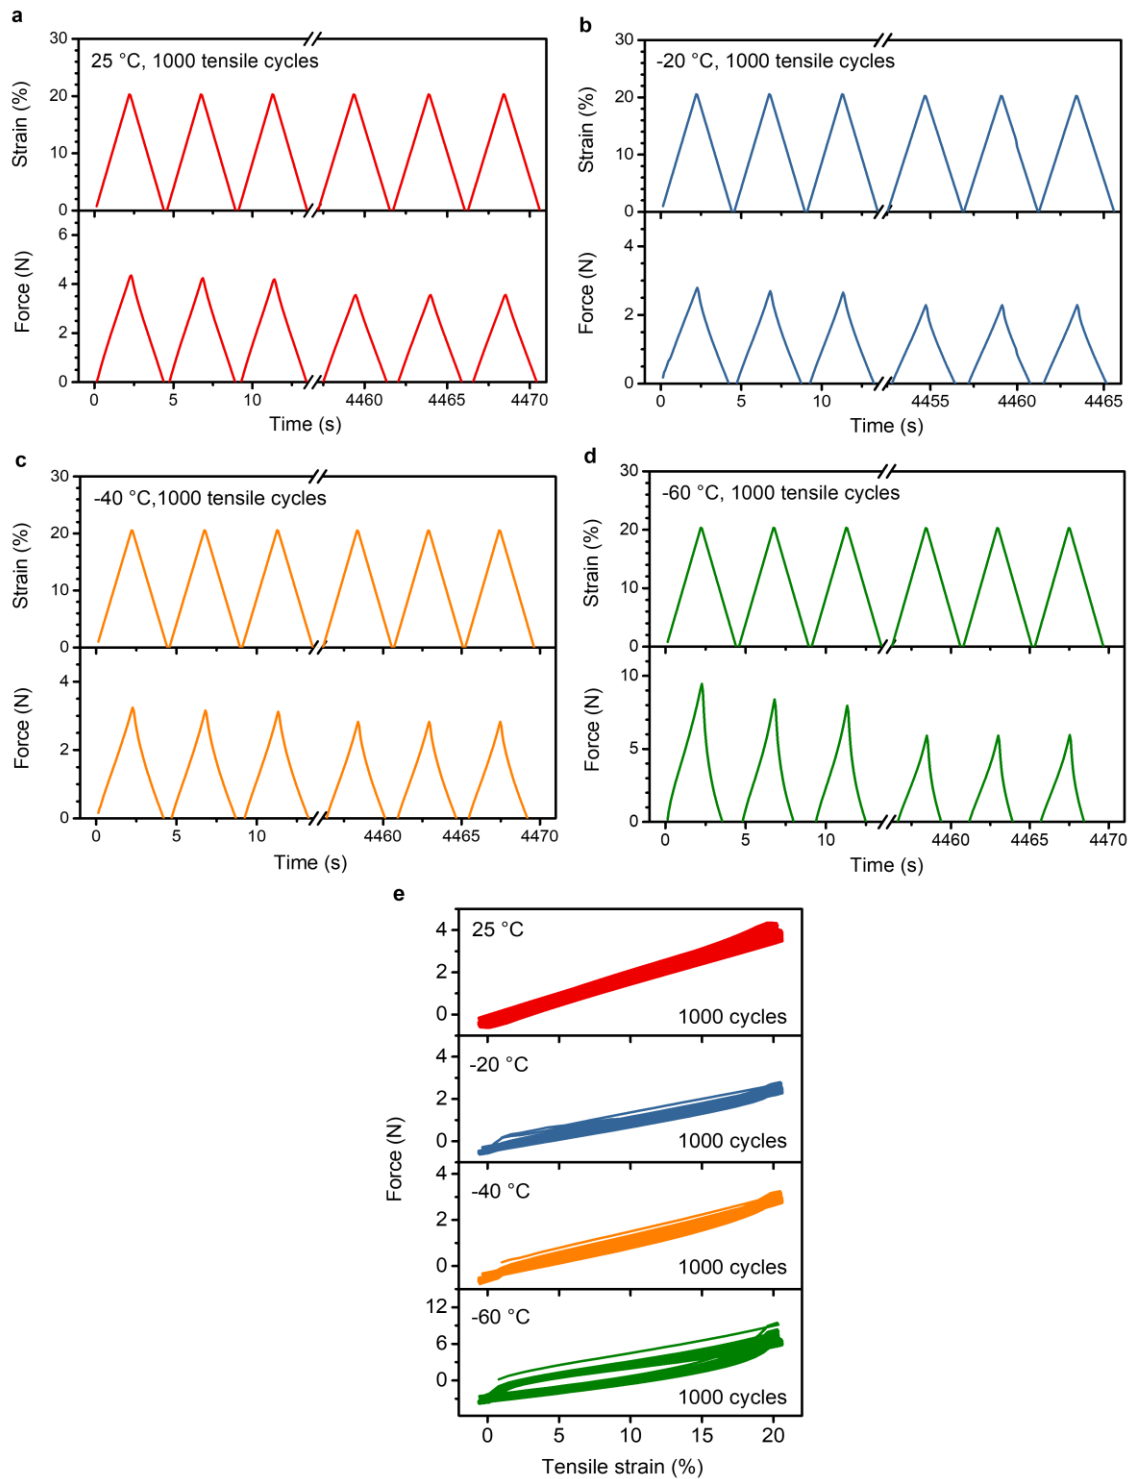 a
30
25 °C, 1000 tensile cycles
20
Strain (%)
10
0
6
4
Force (N)
2
0
0 5 10 4460 4465 4470
Time (s)
b
30
-20 °C, 1000 tensile cycles
20
Strain (%)
10
0
4
Force (N)
2
0
0 5 10 4455 4460 4465
Time (s)
c
30
-40 °C,1000 tensile cycles
20
Strain (%)
10
0
4
Force (N)
2
0
0 5 10 4460 4465 4470
Time (s)
d
30
-60 °C, 1000 tensile cycles
20
Strain (%)
10
0
10
Force (N)
5
0
0 5 10 4460 4465 4470
Time (s)
e
4
25 °C
2
0
1000 cycles
4
-20 °C
2
0
1000 cycles
Force (N)
4
-40 °C
2
0
1000 cycles
12
-60 °C
6
0
1000 cycles
0 5 10 15 20
Tensile strain (%)